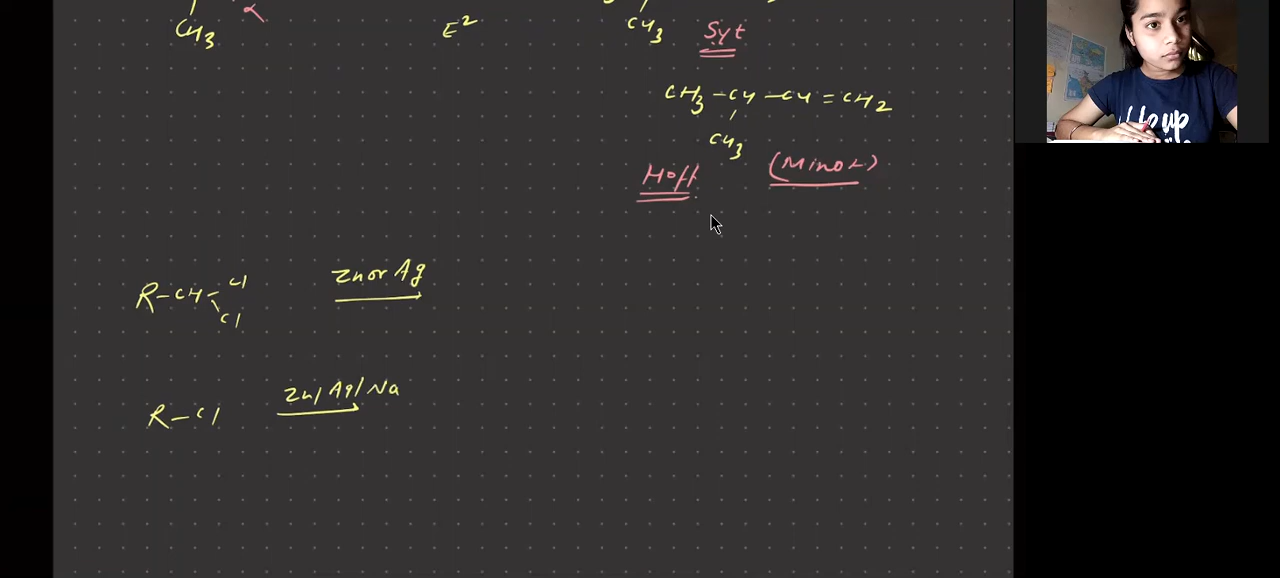 CH3
α
E2
CH3
Syt
CH3-CH-CH=CH2
CH3
Hoff (Minor)
R-CH-Cl
Cl
Zn or Ag
R-Cl
Zn/Ag/Na